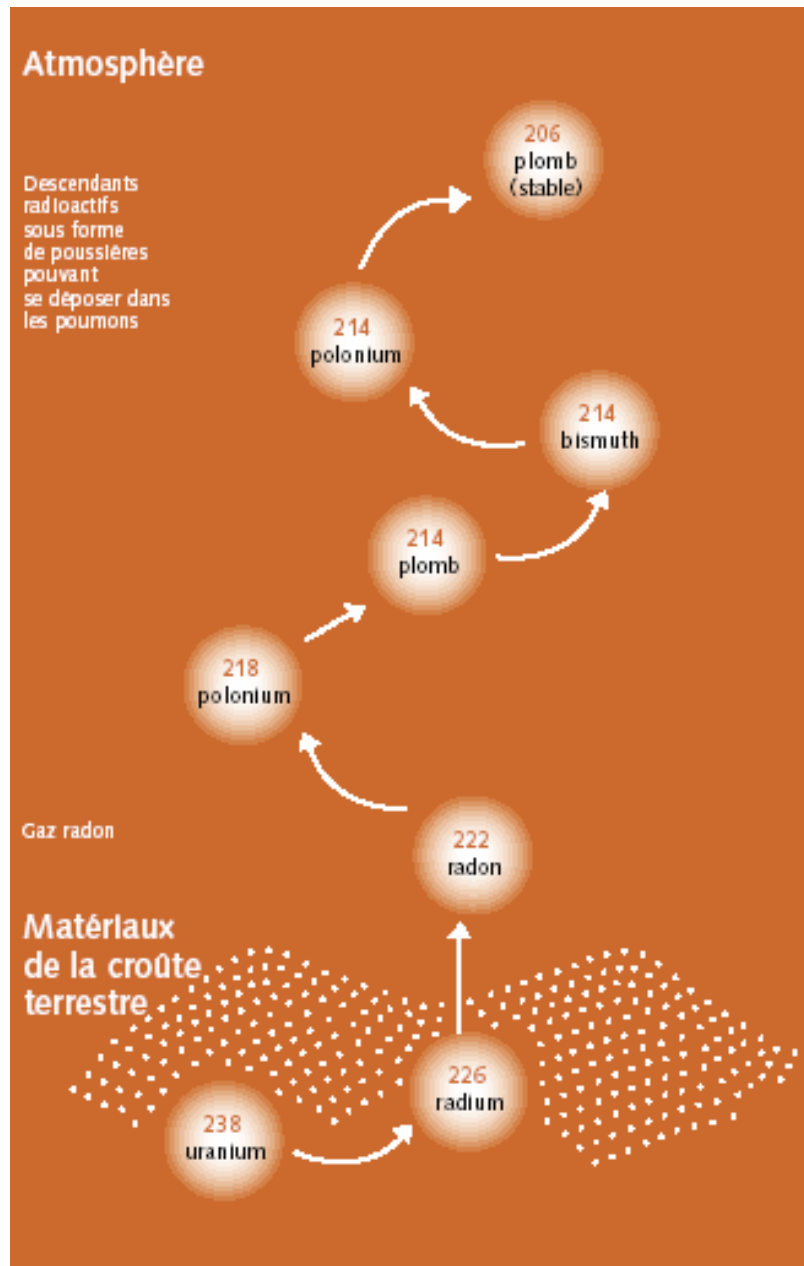 Atmosphère
206
plomb
(stable)
Descendants
radioactifs
sous forme
de poussières
pouvant
se déposer dans
les poumons
214
polonium
214
bismuth
214
plomb
218
polonium
Gaz radon
222
radon
Matériaux
de la croûte
terrestre
226
radium
238
uranium